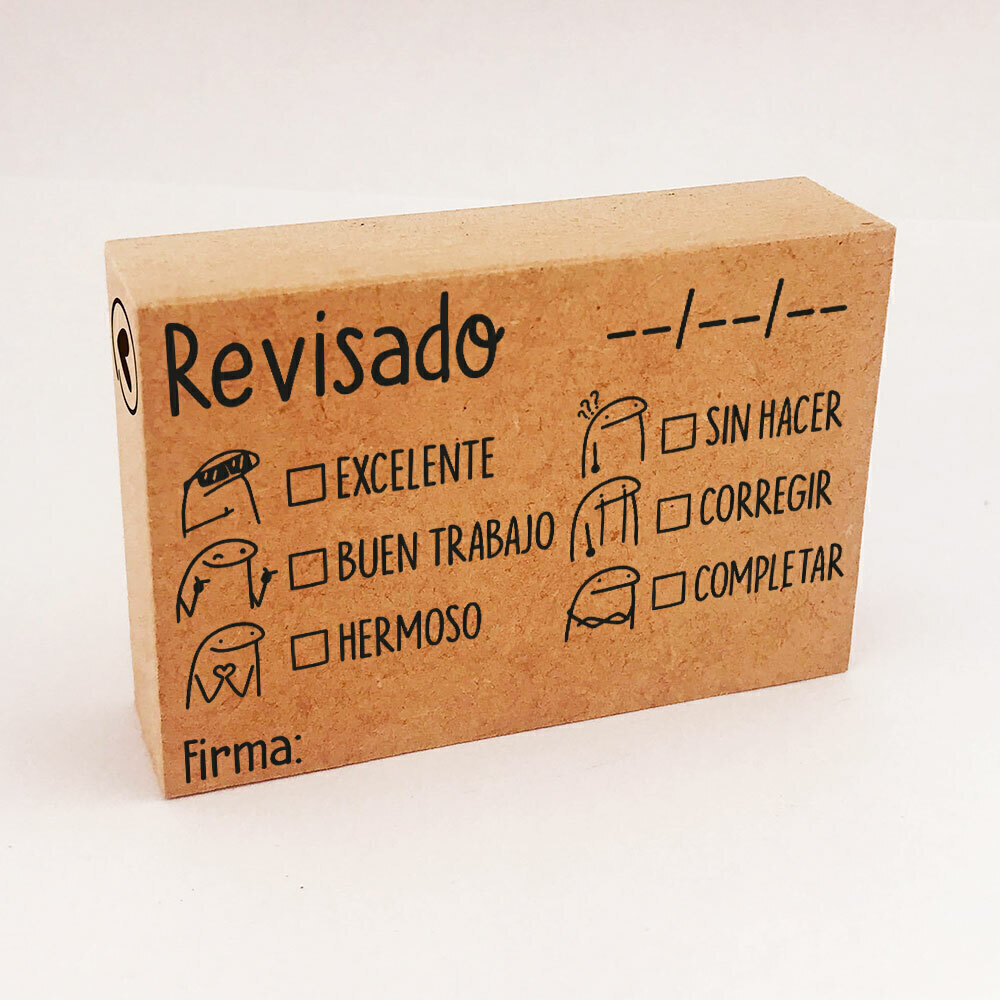 Revisado --/--/--
EXCELENTE
BUEN TRABAJO
HERMOSO
???
SIN HACER
CORREGIR
COMPLETAR
Firma: